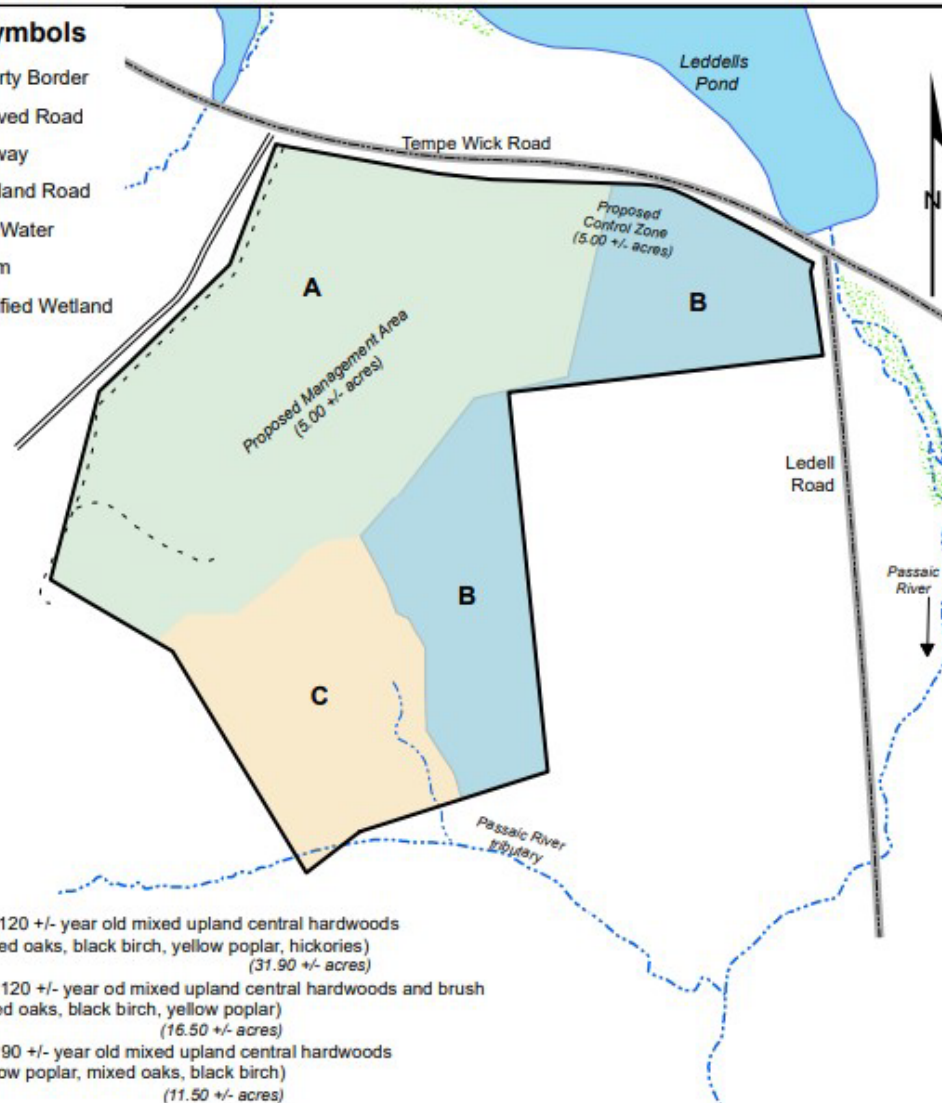 ymbols
rty Border
ved Road
way
land Road
Water
m
fied Wetland
Leddells
Pond
Tempe Wick Road
N
Proposed
Control Zone
(5.00 +/- acres)
A
B
Proposed Management Area
(5.00 +/- acres)
Ledell
Road
Passaic
River
B
C
Passaic River
tributary
120 +/- year old mixed upland central hardwoods
ed oaks, black birch, yellow poplar, hickories)
(31.90 +/- acres)
120 +/- year od mixed upland central hardwoods and brush
ed oaks, black birch, yellow poplar)
(16.50 +/- acres)
90 +/- year old mixed upland central hardwoods
ow poplar, mixed oaks, black birch)
(11.50 +/- acres)